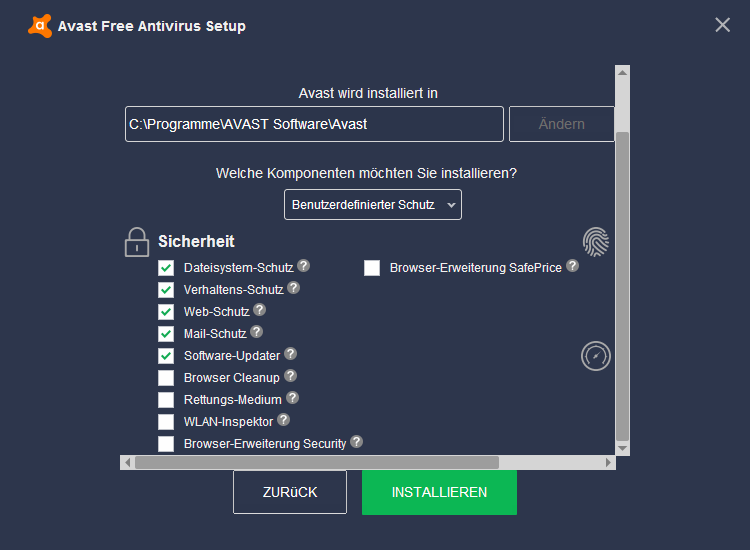 Avast Free Antivirus Setup
Avast wird installiert in
C:\Programme\AVAST Software\Avast
Ändern
Welche Komponenten möchten Sie installieren?
Benutzerdefinierter Schutz
Sicherheit
Dateisystem-Schutz ?
Browser-Erweiterung SafePrice ?
Verhaltens-Schutz ?
Web-Schutz ?
Mail-Schutz ?
Software-Updater ?
Browser Cleanup ?
Rettungs-Medium ?
WLAN-Inspektor ?
Browser-Erweiterung Security ?
ZURüCK
INSTALLIEREN